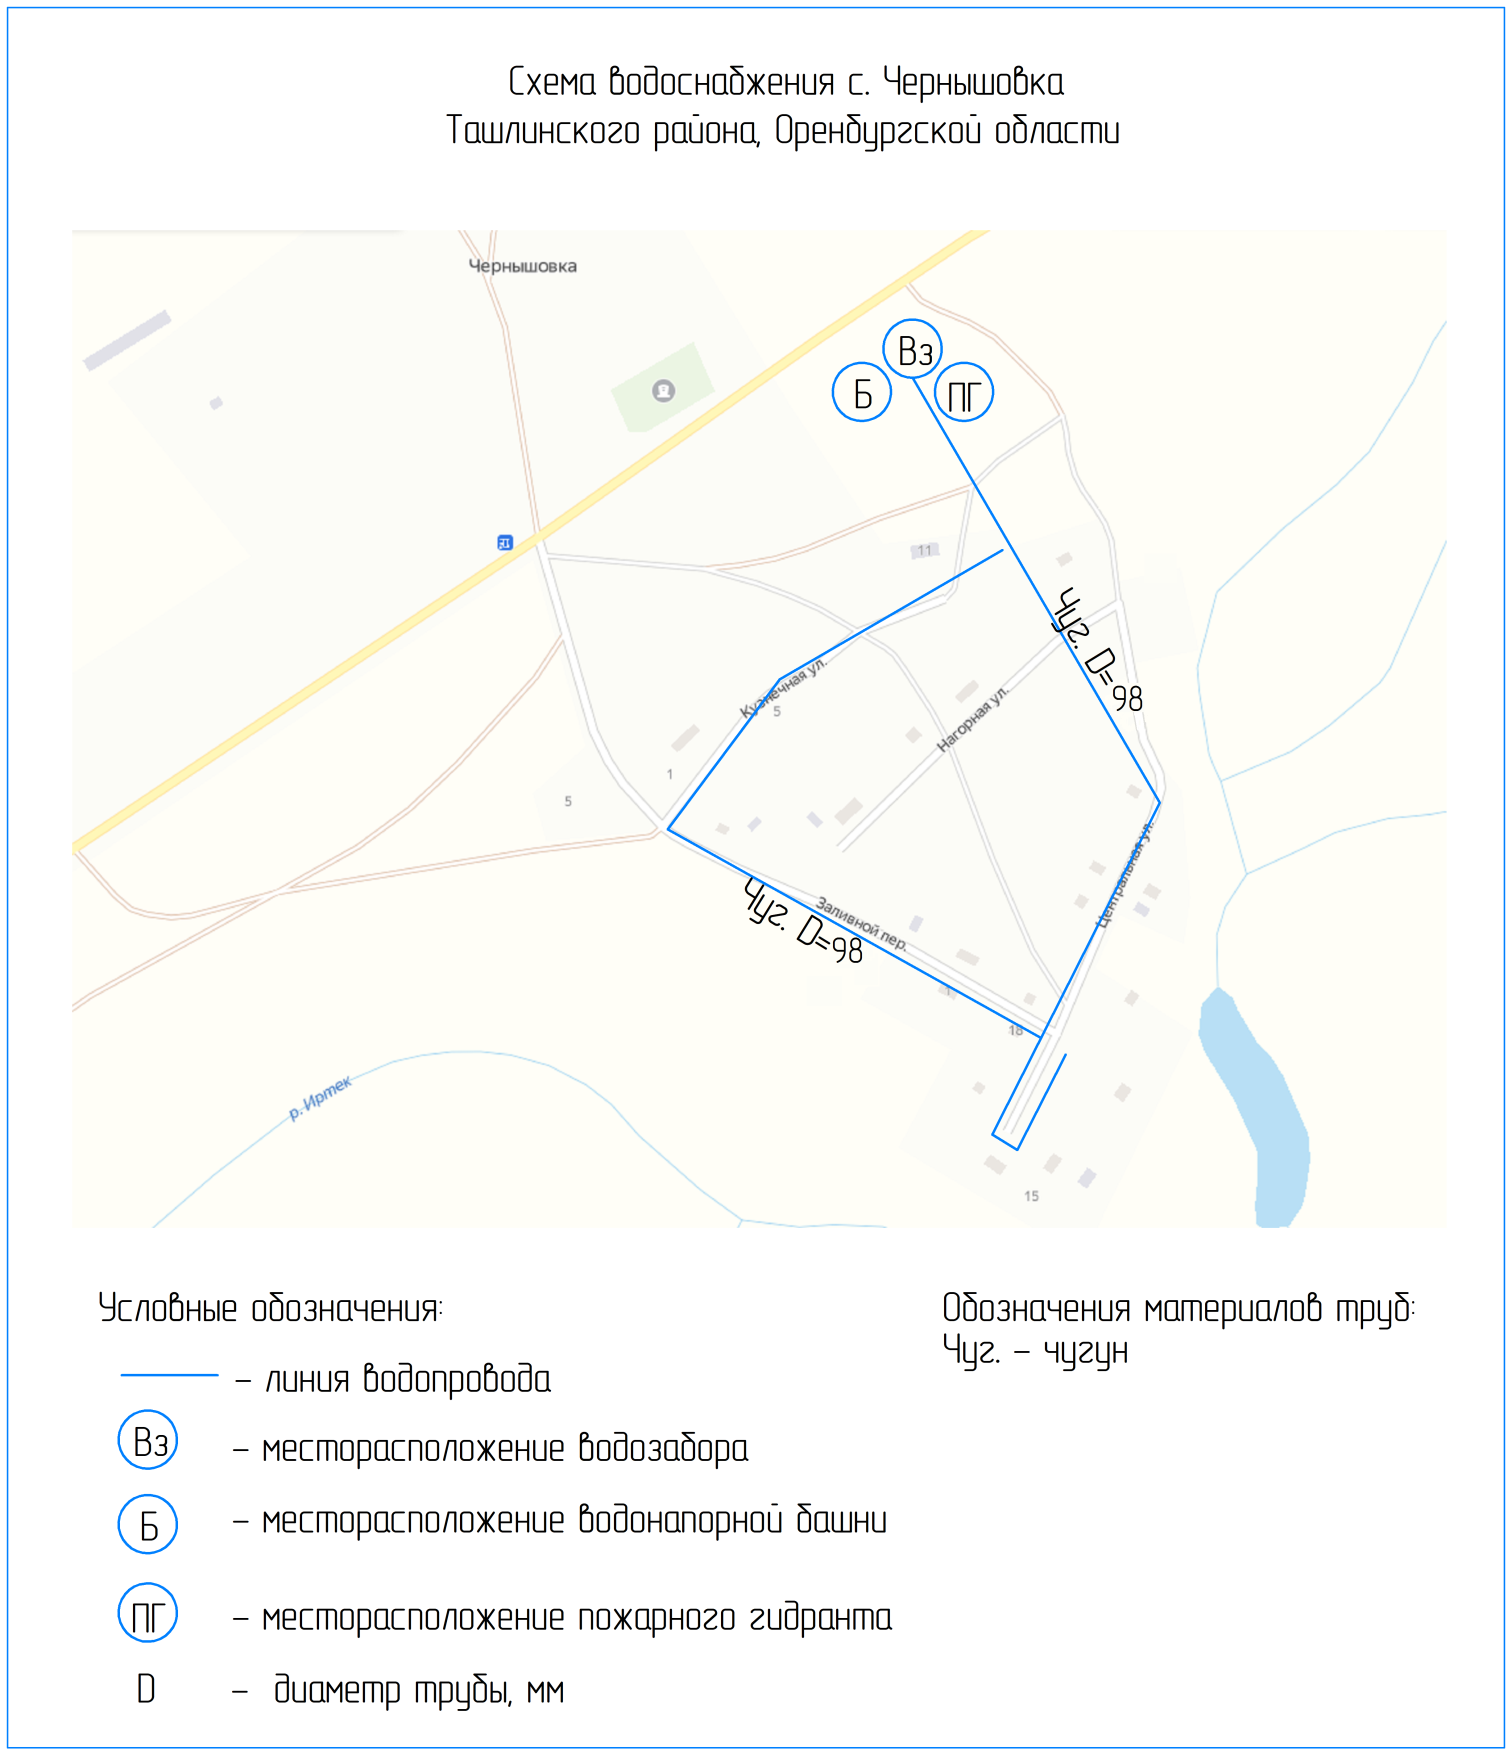 Схема водоснабжения с. Чернышовка
Ташлинского района, Оренбургской области
Чернышовка
Вз
Б
ПГ
11
Чуг. D=98
Кузнечная ул.
5
Нагорная ул.
1
5
Центральная ул.
Чуг. D=98
Заливной пер.
1
18
р. Иртек
15
Условные обозначения:
– линия водопровода
Вз – месторасположение водозабора
Б – месторасположение водонапорной башни
ПГ – месторасположение пожарного гидранта
D – диаметр трубы, мм
Обозначения материалов труб:
Чуг. – чугун